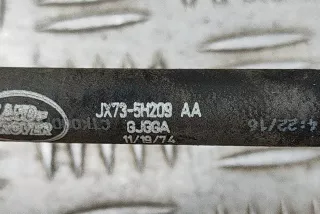 LAND ROVER
JX73-5H209 AA
GJGGA
11/19/74
4:22/16